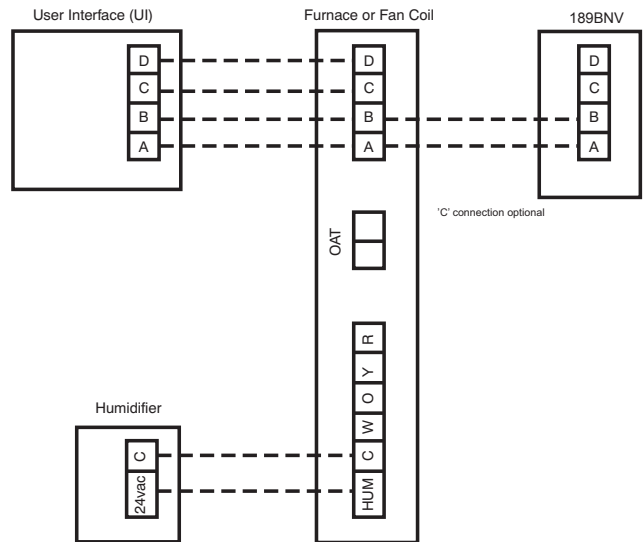 User Interface (UI)
Furnace or Fan Coil
189BNV
D
C
B
A
D
C
B
A
D
C
B
A
'C' connection optional
OAT
R
Y
O
W
C
HUM
Humidifier
C
24vac